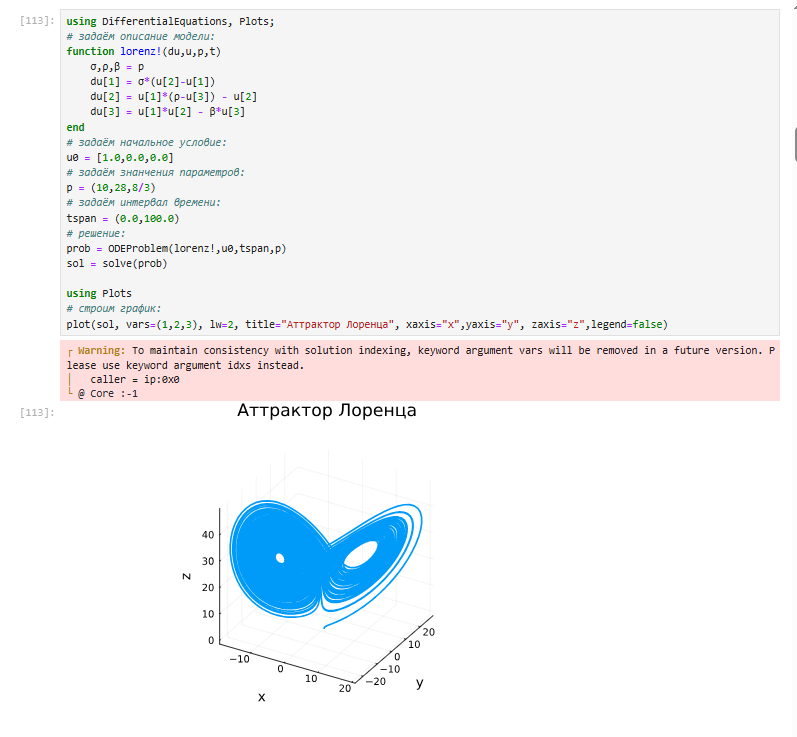 [113]:
using DifferentialEquations, Plots;
# задаём описание модели:
function lorenz!(du,u,p,t)
    σ,ρ,β = p
    du[1] = σ*(u[2]-u[1])
    du[2] = u[1]*(ρ-u[3]) - u[2]
    du[3] = u[1]*u[2] - β*u[3]
end
# задаём начальное условие:
u0 = [1.0,0.0,0.0]
# задаём знанчения параметров:
p = (10,28,8/3)
# задаём интервал времени:
tspan = (0.0,100.0)
# решение:
prob = ODEProblem(lorenz!,u0,tspan,p)
sol = solve(prob)

using Plots
# строим график:
plot(sol, vars=(1,2,3), lw=2, title="Аттрактор Лоренца", xaxis="x",yaxis="y", zaxis="z",legend=false)
┌ Warning: To maintain consistency with solution indexing, keyword argument vars will be removed in a future version. P
lease use keyword argument idxs instead.
│   caller = ip:0x0
└ @ Core :-1
[113]:
Аттрактор Лоренца
40
30
20
10
0
z
−10
0
10
20
x
−20
−10
0
10
20
y